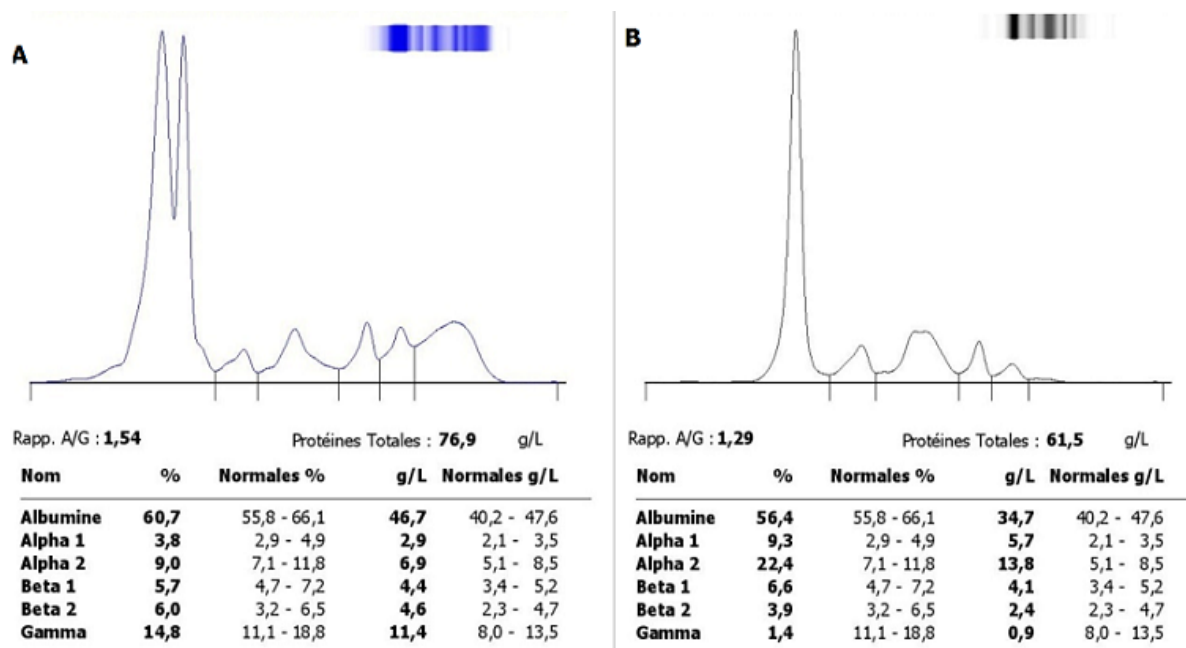 A
Rapp. A/G : 1,54 Protéines Totales : 76,9 g/L
Nom % Normales % g/L Normales g/L
Albumine 60,7 55,8 - 66,1 46,7 40,2 - 47,6
Alpha 1 3,8 2,9 - 4,9 2,9 2,1 - 3,5
Alpha 2 9,0 7,1 - 11,8 6,9 5,1 - 8,5
Beta 1 5,7 4,7 - 7,2 4,4 3,4 - 5,2
Beta 2 6,0 3,2 - 6,5 4,6 2,3 - 4,7
Gamma 14,8 11,1 - 18,8 11,4 8,0 - 13,5
B
Rapp. A/G : 1,29 Protéines Totales : 61,5 g/L
Nom % Normales % g/L Normales g/L
Albumine 56,4 55,8 - 66,1 34,7 40,2 - 47,6
Alpha 1 9,3 2,9 - 4,9 5,7 2,1 - 3,5
Alpha 2 22,4 7,1 - 11,8 13,8 5,1 - 8,5
Beta 1 6,6 4,7 - 7,2 4,1 3,4 - 5,2
Beta 2 3,9 3,2 - 6,5 2,4 2,3 - 4,7
Gamma 1,4 11,1 - 18,8 0,9 8,0 - 13,5